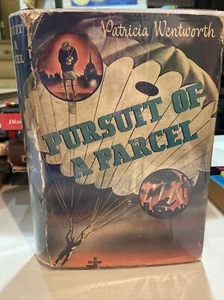 Patricia Wentworth
PURSUIT OF
A PARCEL